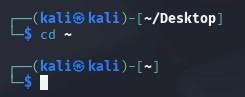 ┌──(kali㉿kali)-[~/Desktop]
└─$ cd ~
┌──(kali㉿kali)-[~]
└─$